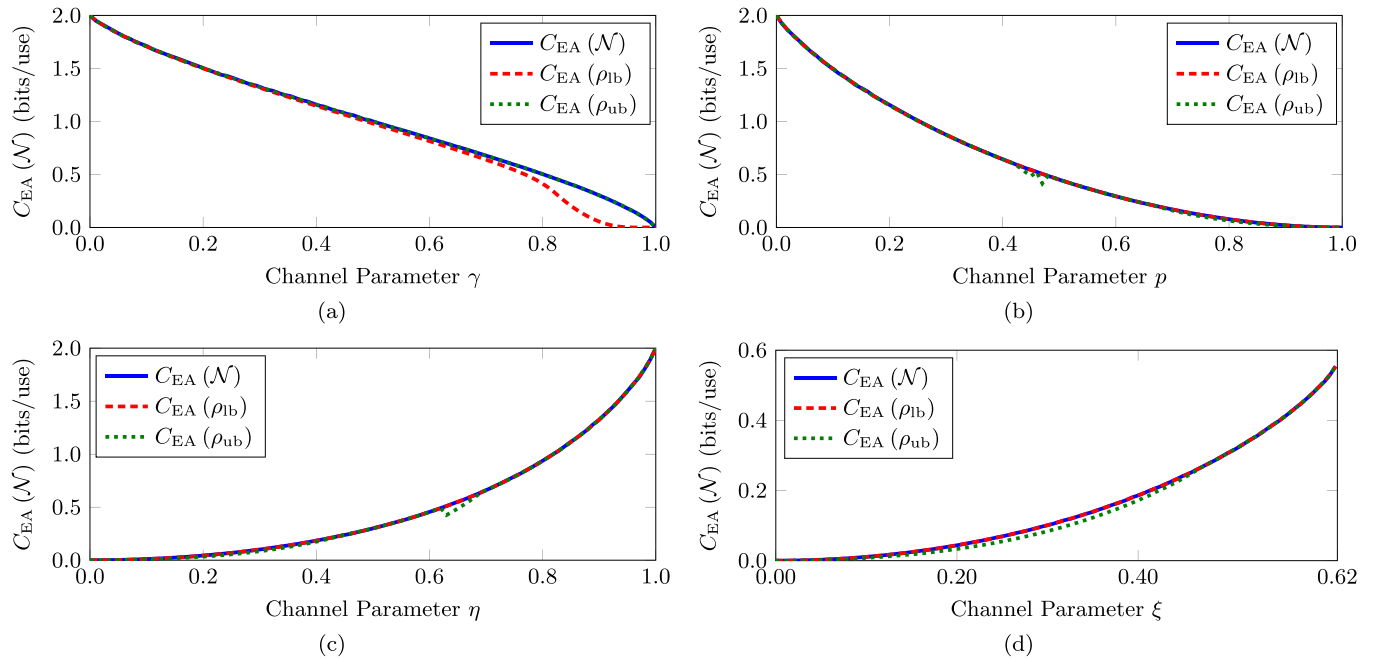 C_EA (𝒩) (bits/use)
2.0
1.5
1.0
0.5
0.0
C_EA (𝒩)
C_EA (ρ_lb)
C_EA (ρ_ub)
0.0 0.2 0.4 0.6 0.8 1.0
Channel Parameter γ
(a)
C_EA (𝒩) (bits/use)
2.0
1.5
1.0
0.5
0.0
C_EA (𝒩)
C_EA (ρ_lb)
C_EA (ρ_ub)
0.0 0.2 0.4 0.6 0.8 1.0
Channel Parameter p
(b)
C_EA (𝒩) (bits/use)
2.0
1.5
1.0
0.5
0.0
C_EA (𝒩)
C_EA (ρ_lb)
C_EA (ρ_ub)
0.0 0.2 0.4 0.6 0.8 1.0
Channel Parameter η
(c)
C_EA (𝒩) (bits/use)
0.6
0.4
0.2
0.0
C_EA (𝒩)
C_EA (ρ_lb)
C_EA (ρ_ub)
0.00 0.20 0.40 0.62
Channel Parameter ξ
(d)